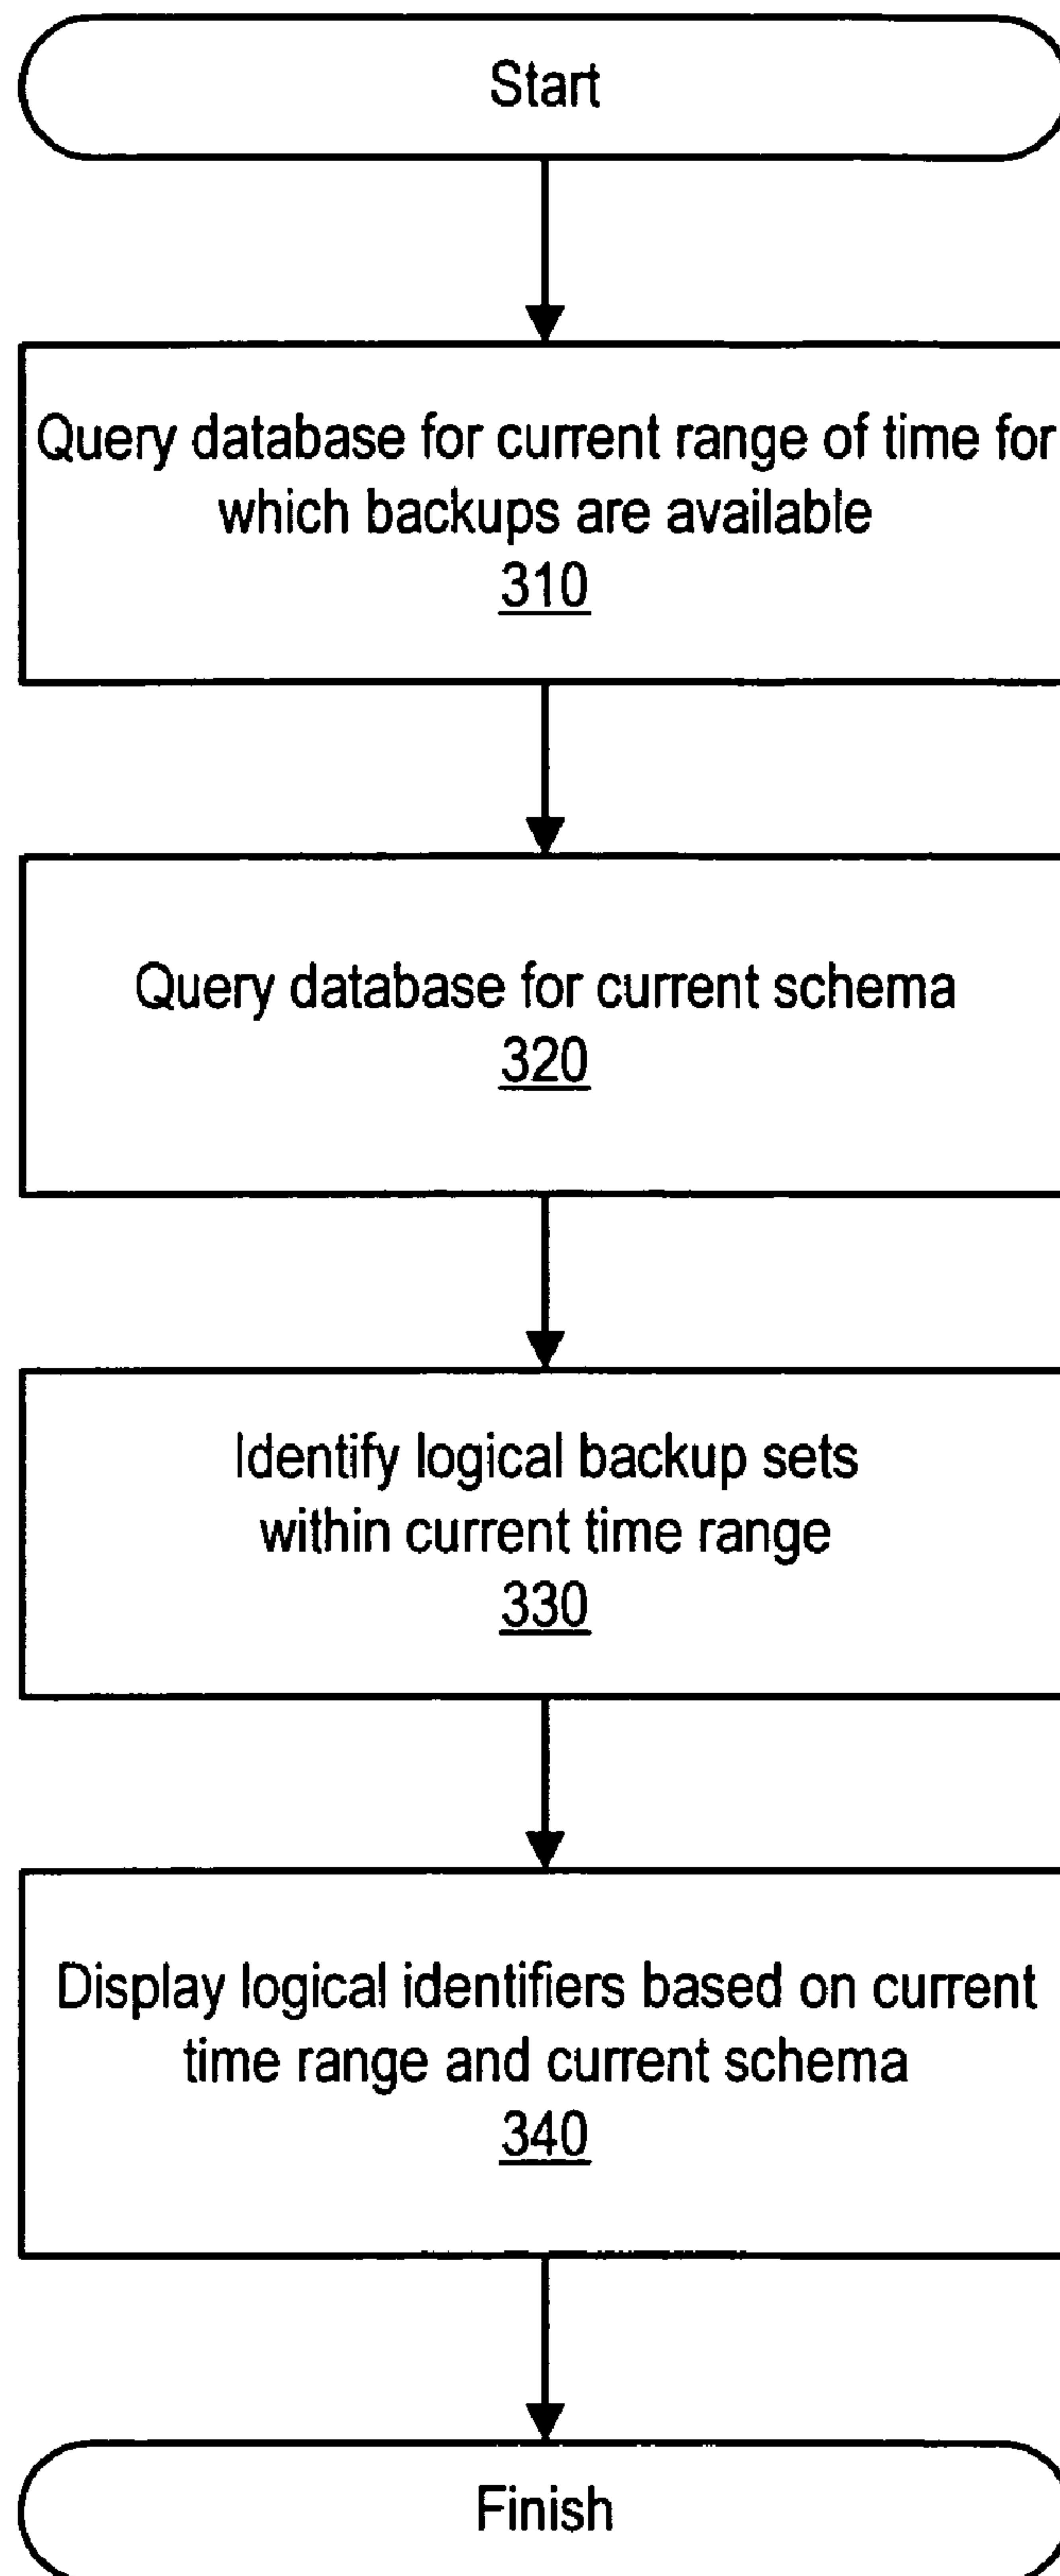 Start
Query database for current range of time for
which backups are available
310
Query database for current schema
320
Identify logical backup sets
within current time range
330
Display logical identifiers based on current
time range and current schema
340
Finish